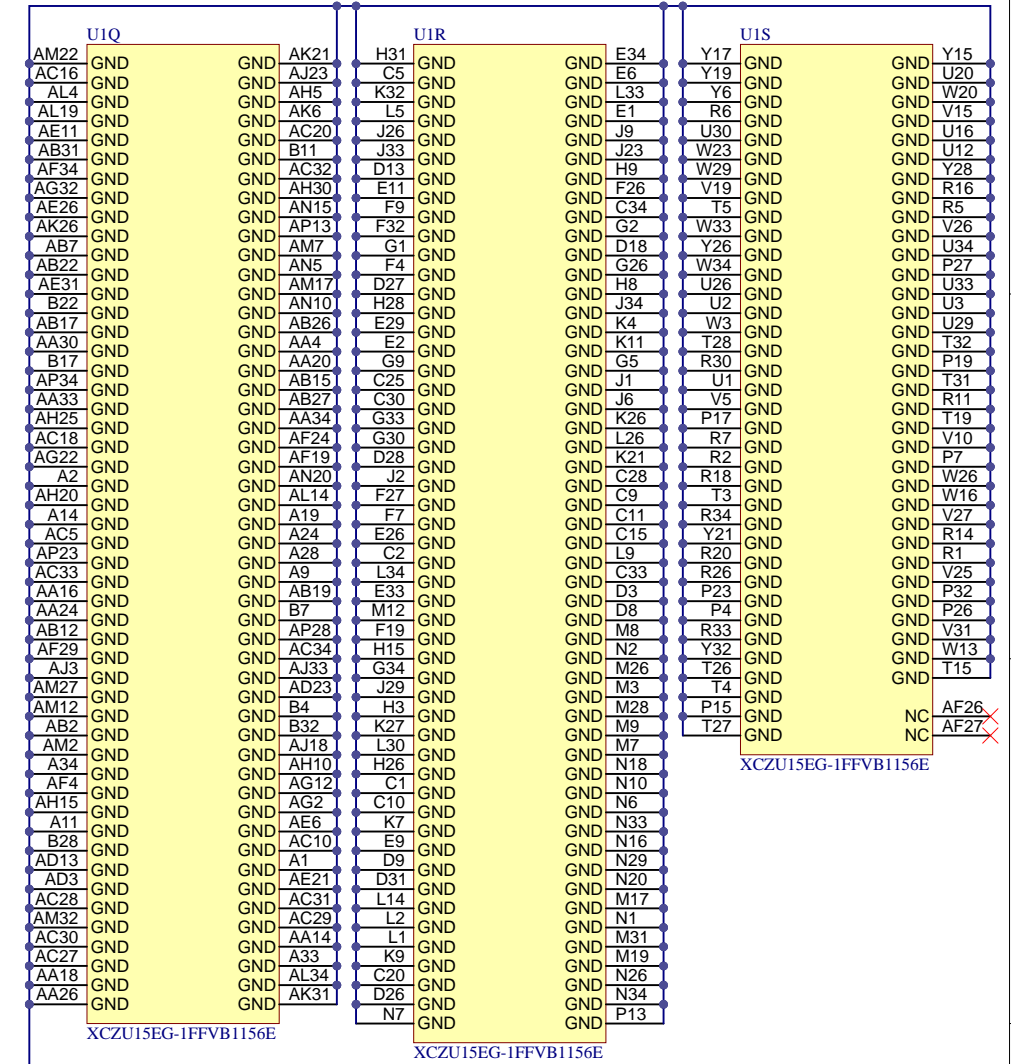 U1Q
AM22 GND GND AK21
AC16 GND GND AJ23
AL4 GND GND AH5
AL19 GND GND AK6
AE11 GND GND AC20
AB31 GND GND B11
AF34 GND GND AC32
AG32 GND GND AH30
AE26 GND GND AN15
AK26 GND GND AP13
AB7 GND GND AM7
AB22 GND GND AN5
AE31 GND GND AM17
B22 GND GND AN10
AB17 GND GND AB26
AA30 GND GND AA4
B17 GND GND AA20
AP34 GND GND AB15
AA33 GND GND AB27
AH25 GND GND AA34
AC18 GND GND AF24
AG22 GND GND AF19
A2 GND GND AN20
AH20 GND GND AL14
A14 GND GND A19
AC5 GND GND A24
AP23 GND GND A28
AC33 GND GND A9
AA16 GND GND AB19
AA24 GND GND B7
AB12 GND GND AP28
AF29 GND GND AC34
AJ3 GND GND AJ33
AM27 GND GND AD23
AM12 GND GND B4
AB2 GND GND B32
AM2 GND GND AJ18
A34 GND GND AH10
AF4 GND GND AG12
AH15 GND GND AG2
A11 GND GND AE6
B28 GND GND AC10
AD13 GND GND A1
AD3 GND GND AE21
AC28 GND GND AC31
AM32 GND GND AC29
AC30 GND GND AA14
AC27 GND GND A33
AA18 GND GND AL34
AA26 GND GND AK31
XCZU15EG-1FFVB1156E
U1R
H31 GND GND E34
C5 GND GND E6
K32 GND GND L33
L5 GND GND E1
J26 GND GND J9
J33 GND GND J23
D13 GND GND H9
E11 GND GND F26
F9 GND GND C34
F32 GND GND G2
G1 GND GND D18
F4 GND GND G26
D27 GND GND H8
H28 GND GND J34
E29 GND GND K4
E2 GND GND K11
G9 GND GND G5
C25 GND GND J1
C30 GND GND J6
G33 GND GND K26
G30 GND GND L26
D28 GND GND K21
J2 GND GND C28
F27 GND GND C9
F7 GND GND C11
E26 GND GND C15
C2 GND GND L9
L34 GND GND C33
E33 GND GND D3
M12 GND GND D8
F19 GND GND M8
H15 GND GND N2
G34 GND GND M26
J29 GND GND M3
H3 GND GND M28
K27 GND GND M9
L30 GND GND M7
H26 GND GND N18
C1 GND GND N10
C10 GND GND N6
K7 GND GND N33
E9 GND GND N16
D9 GND GND N29
D31 GND GND N20
L14 GND GND M17
L2 GND GND N1
L1 GND GND M31
K9 GND GND M19
C20 GND GND N26
D26 GND GND N34
N7 GND GND P13
XCZU15EG-1FFVB1156E
U1S
Y17 GND GND Y15
Y19 GND GND U20
Y6 GND GND W20
R6 GND GND V15
U30 GND GND U16
W23 GND GND U12
W29 GND GND Y28
V19 GND GND R16
T5 GND GND R5
W33 GND GND V26
Y26 GND GND U34
W34 GND GND P27
U26 GND GND U33
U2 GND GND U3
W3 GND GND U29
T28 GND GND T32
R30 GND GND P19
U1 GND GND T31
V5 GND GND R11
P17 GND GND T19
R7 GND GND V10
R2 GND GND P7
R18 GND GND W26
T3 GND GND W16
R34 GND GND V27
Y21 GND GND R14
R20 GND GND R1
R26 GND GND V25
P23 GND GND P32
P4 GND GND P26
R33 GND GND V31
Y32 GND GND W13
T26 GND GND T15
T4 GND
P15 GND NC AF26
T27 GND NC AF27
XCZU15EG-1FFVB1156E